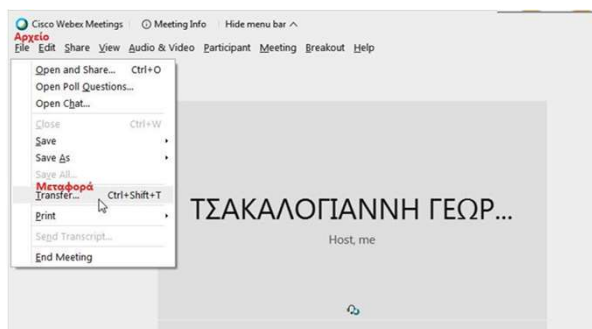 Cisco Webex Meetings Meeting Info Hide menu bar
Αρχείο
File Edit Share View Audio & Video Participant Meeting Breakout Help
Open and Share... Ctrl+O
Open Poll Questions...
Open Chat...
Close Ctrl+W
Save
Save As
Save All...
Μεταφορά
Transfer... Ctrl+Shift+T
Print
Send Transcript...
End Meeting
ΤΣΑΚΑΛΟΓΙΑΝΝΗ ΓΕΩΡ...
Host, me